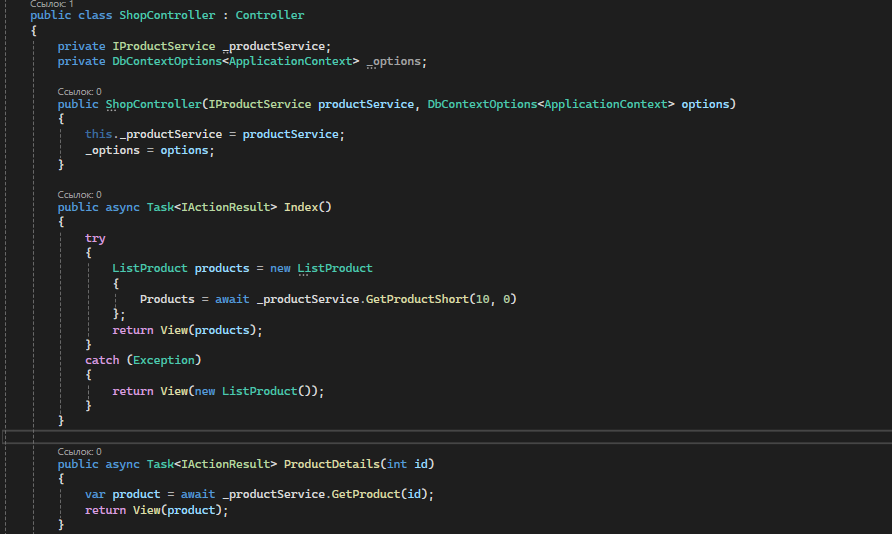 Ссылок: 1
public class ShopController : Controller
{
    private IProductService _productService;
    private DbContextOptions<ApplicationContext> _options;

    Ссылок: 0
    public ShopController(IProductService productService, DbContextOptions<ApplicationContext> options)
    {
        this._productService = productService;
        _options = options;
    }

    Ссылок: 0
    public async Task<IActionResult> Index()
    {
        try
        {
            ListProduct products = new ListProduct
            {
                Products = await _productService.GetProductShort(10, 0)
            };
            return View(products);
        }
        catch (Exception)
        {
            return View(new ListProduct());
        }
    }

    Ссылок: 0
    public async Task<IActionResult> ProductDetails(int id)
    {
        var product = await _productService.GetProduct(id);
        return View(product);
    }